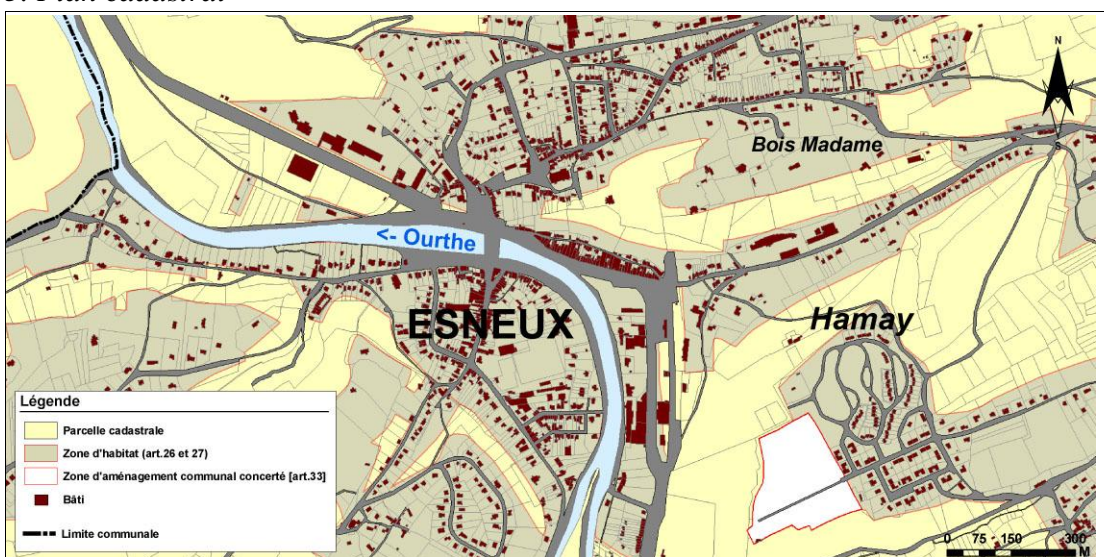 N
Bois Madame
S
<- Ourthe
ESNEUX
Hamay
Légende
Parcelle cadastrale
Zone d'habitat (art.26 et 27)
Zone d'aménagement communal concerté [art.33]
Bâti
Limite communale
0 75 150 300
M